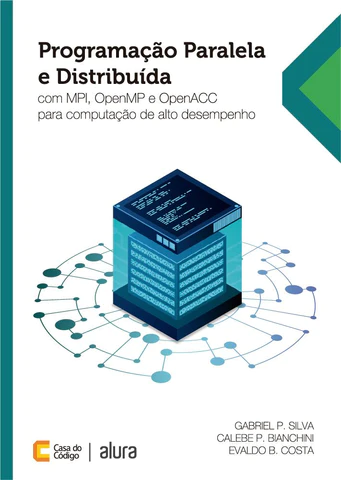 Programação Paralela
e Distribuída
com MPI, OpenMP e OpenACC
para computação de alto desempenho
GABRIEL P. SILVA
CALEBE P. BIANCHINI
EVALDO B. COSTA
Casa do
Código
alura